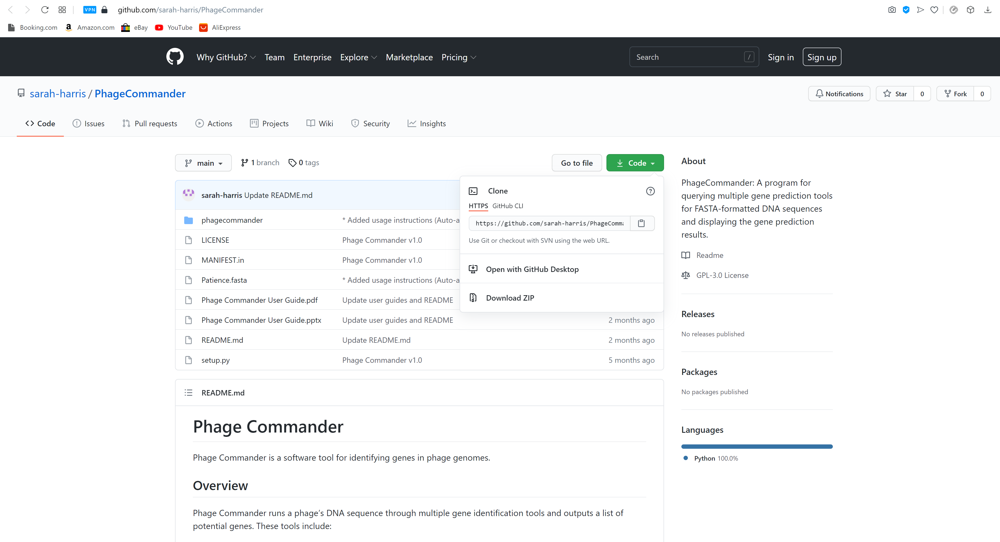 VPN github.com/sarah-harris/PhageCommander
Booking.com Amazon.com eBay YouTube AliExpress
Why GitHub? Team Enterprise Explore Marketplace Pricing Search / Sign in Sign up
sarah-harris / PhageCommander Notifications Star 0 Fork 0
Code Issues Pull requests Actions Projects Wiki Security Insights
main 1 branch 0 tags Go to file Code
sarah-harris Update README.md
phagecommander * Added usage instructions (Auto-a
LICENSE Phage Commander v1.0
MANIFEST.in Phage Commander v1.0
Patience.fasta * Added usage instructions (Auto-a
Phage Commander User Guide.pdf Update user guides and README
Phage Commander User Guide.pptx Update user guides and README 2 months ago
README.md Update README.md 2 months ago
setup.py Phage Commander v1.0 5 months ago
Clone
HTTPS GitHub CLI
https://github.com/sarah-harris/PhageComma
Use Git or checkout with SVN using the web URL.
Open with GitHub Desktop
Download ZIP
README.md
Phage Commander
Phage Commander is a software tool for identifying genes in phage genomes.
Overview
Phage Commander runs a phage’s DNA sequence through multiple gene identification tools and outputs a list of
potential genes. These tools include:
About
PhageCommander: A program for
querying multiple gene prediction tools
for FASTA-formatted DNA sequences
and displaying the gene prediction
results.
Readme
GPL-3.0 License
Releases
No releases published
Packages
No packages published
Languages
Python 100.0%